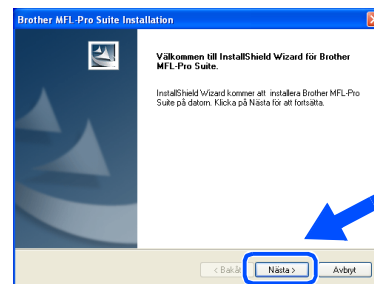 Brother MFL-Pro Suite Installation
Välkommen till InstallShield Wizard för Brother
MFL-Pro Suite.
InstallShield Wizard kommer att installera Brother MFL-Pro
Suite på datorn. Klicka på Nästa för att fortsätta.
< Bakåt Nästa > Avbryt